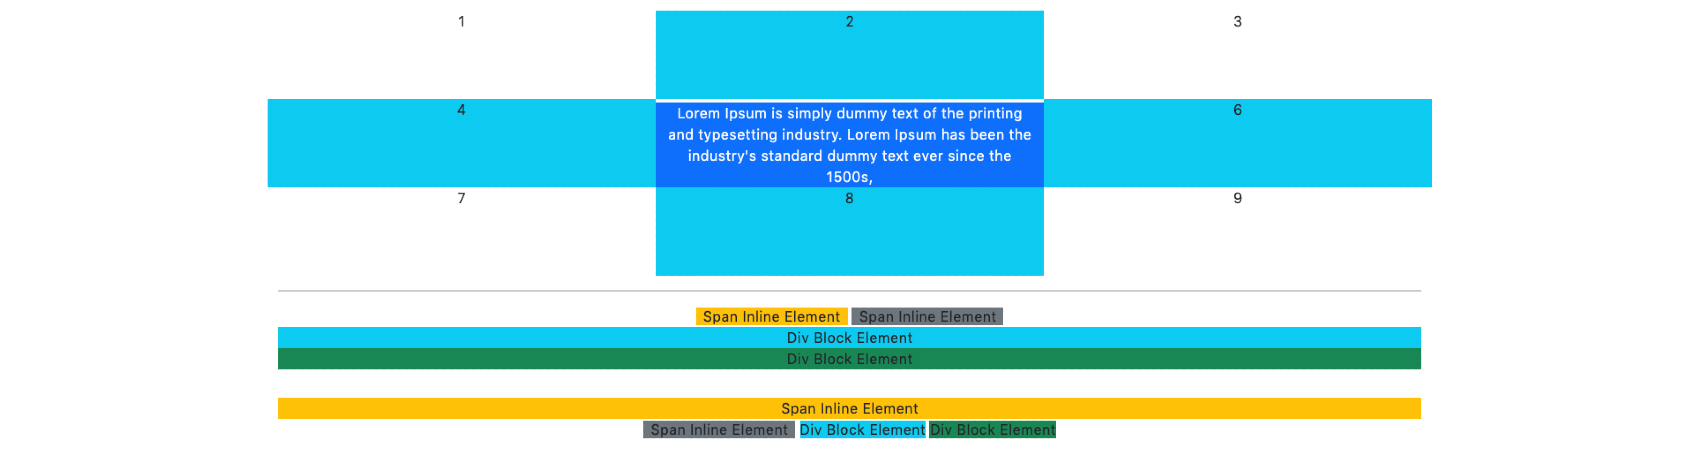 1 2 3
4 Lorem Ipsum is simply dummy text of the printing 6
and typesetting industry. Lorem Ipsum has been the
industry's standard dummy text ever since the
1500s,
7 8 9
Span Inline Element Span Inline Element
Div Block Element
Div Block Element
Span Inline Element
Span Inline Element Div Block Element Div Block Element